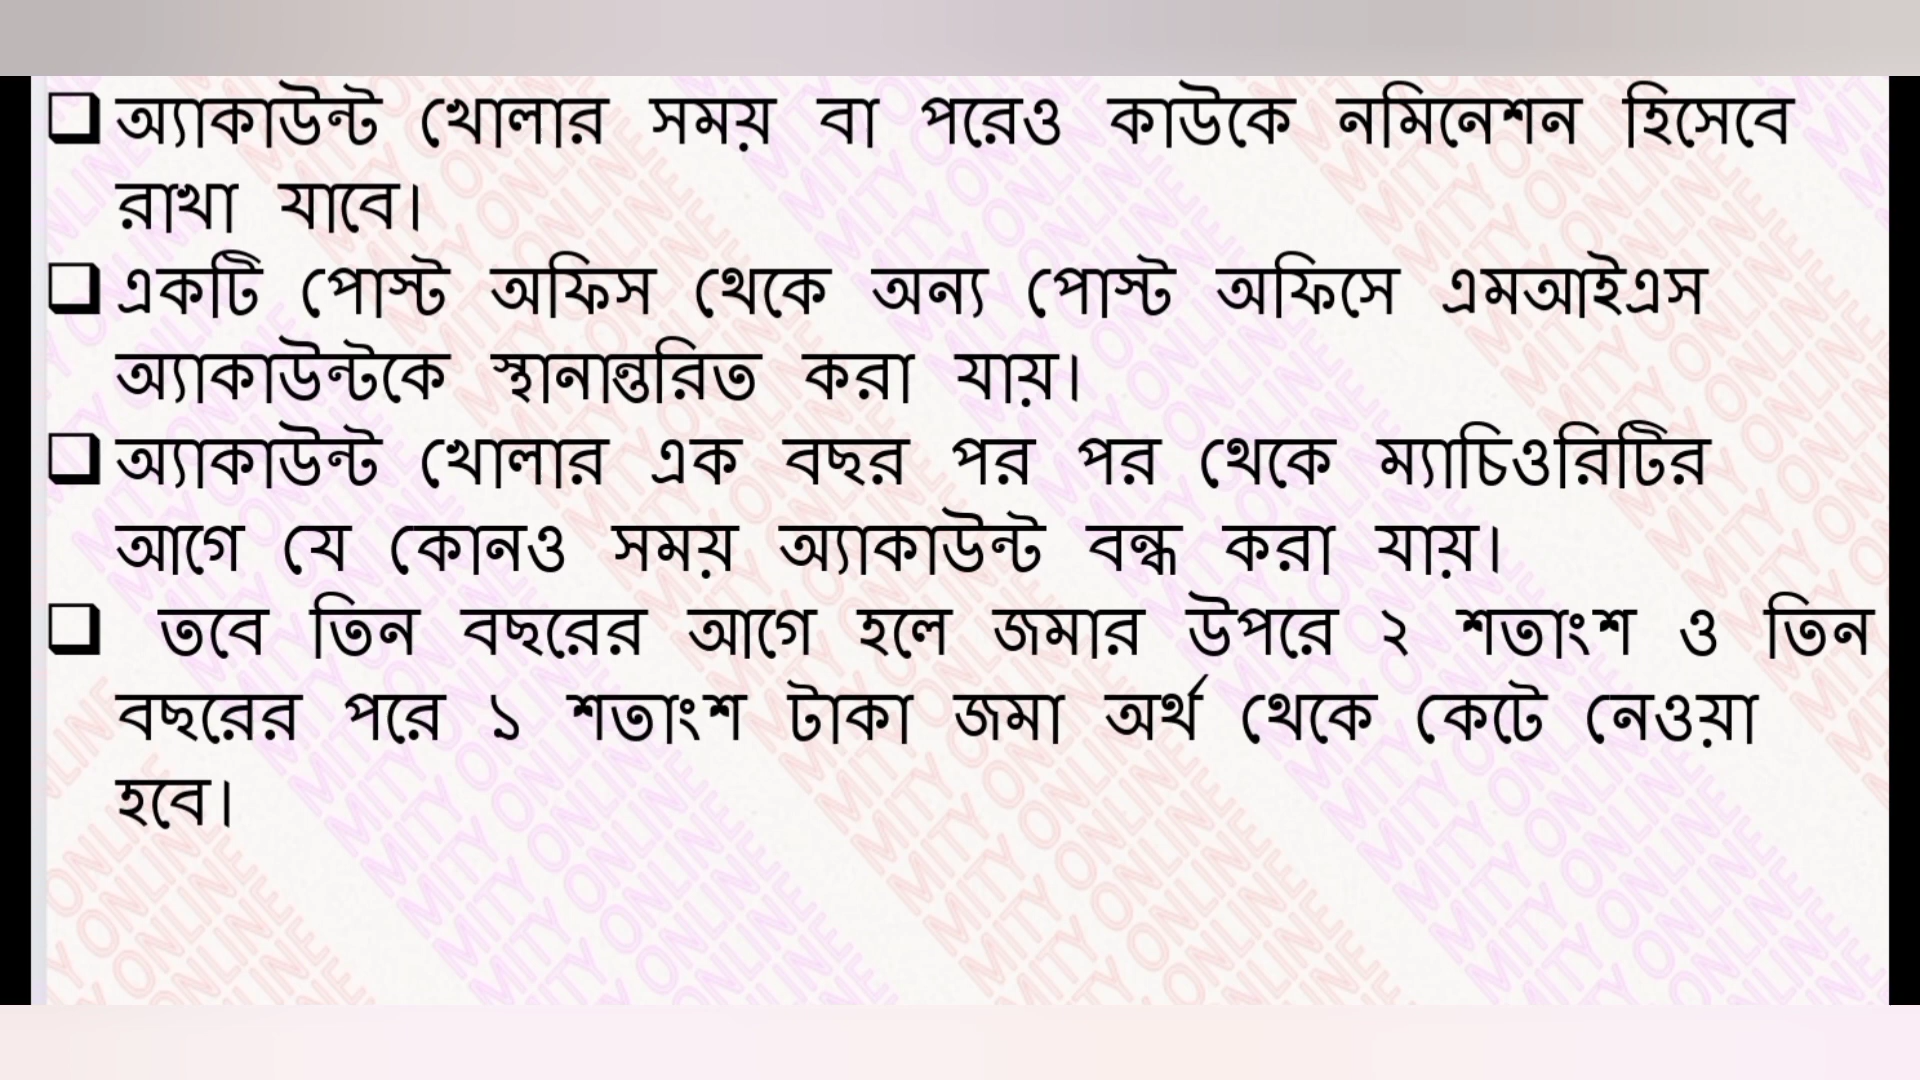 ❑ অ্যাকাউন্ট খোলার সময় বা পরেও কাউকে নমিনেশন হিসেবে
রাখা যাবে।
❑ একটি পোস্ট অফিস থেকে অন্য পোস্ট অফিসে এমআইএস
অ্যাকাউন্টকে স্থানান্তরিত করা যায়।
❑ অ্যাকাউন্ট খোলার এক বছর পর পর থেকে ম্যাচিওরিটির
আগে যে কোনও সময় অ্যাকাউন্ট বন্ধ করা যায়।
❑ তবে তিন বছরের আগে হলে জমার উপরে ২ শতাংশ ও তিন
বছরের পরে ১ শতাংশ টাকা জমা অর্থ থেকে কেটে নেওয়া
হবে।